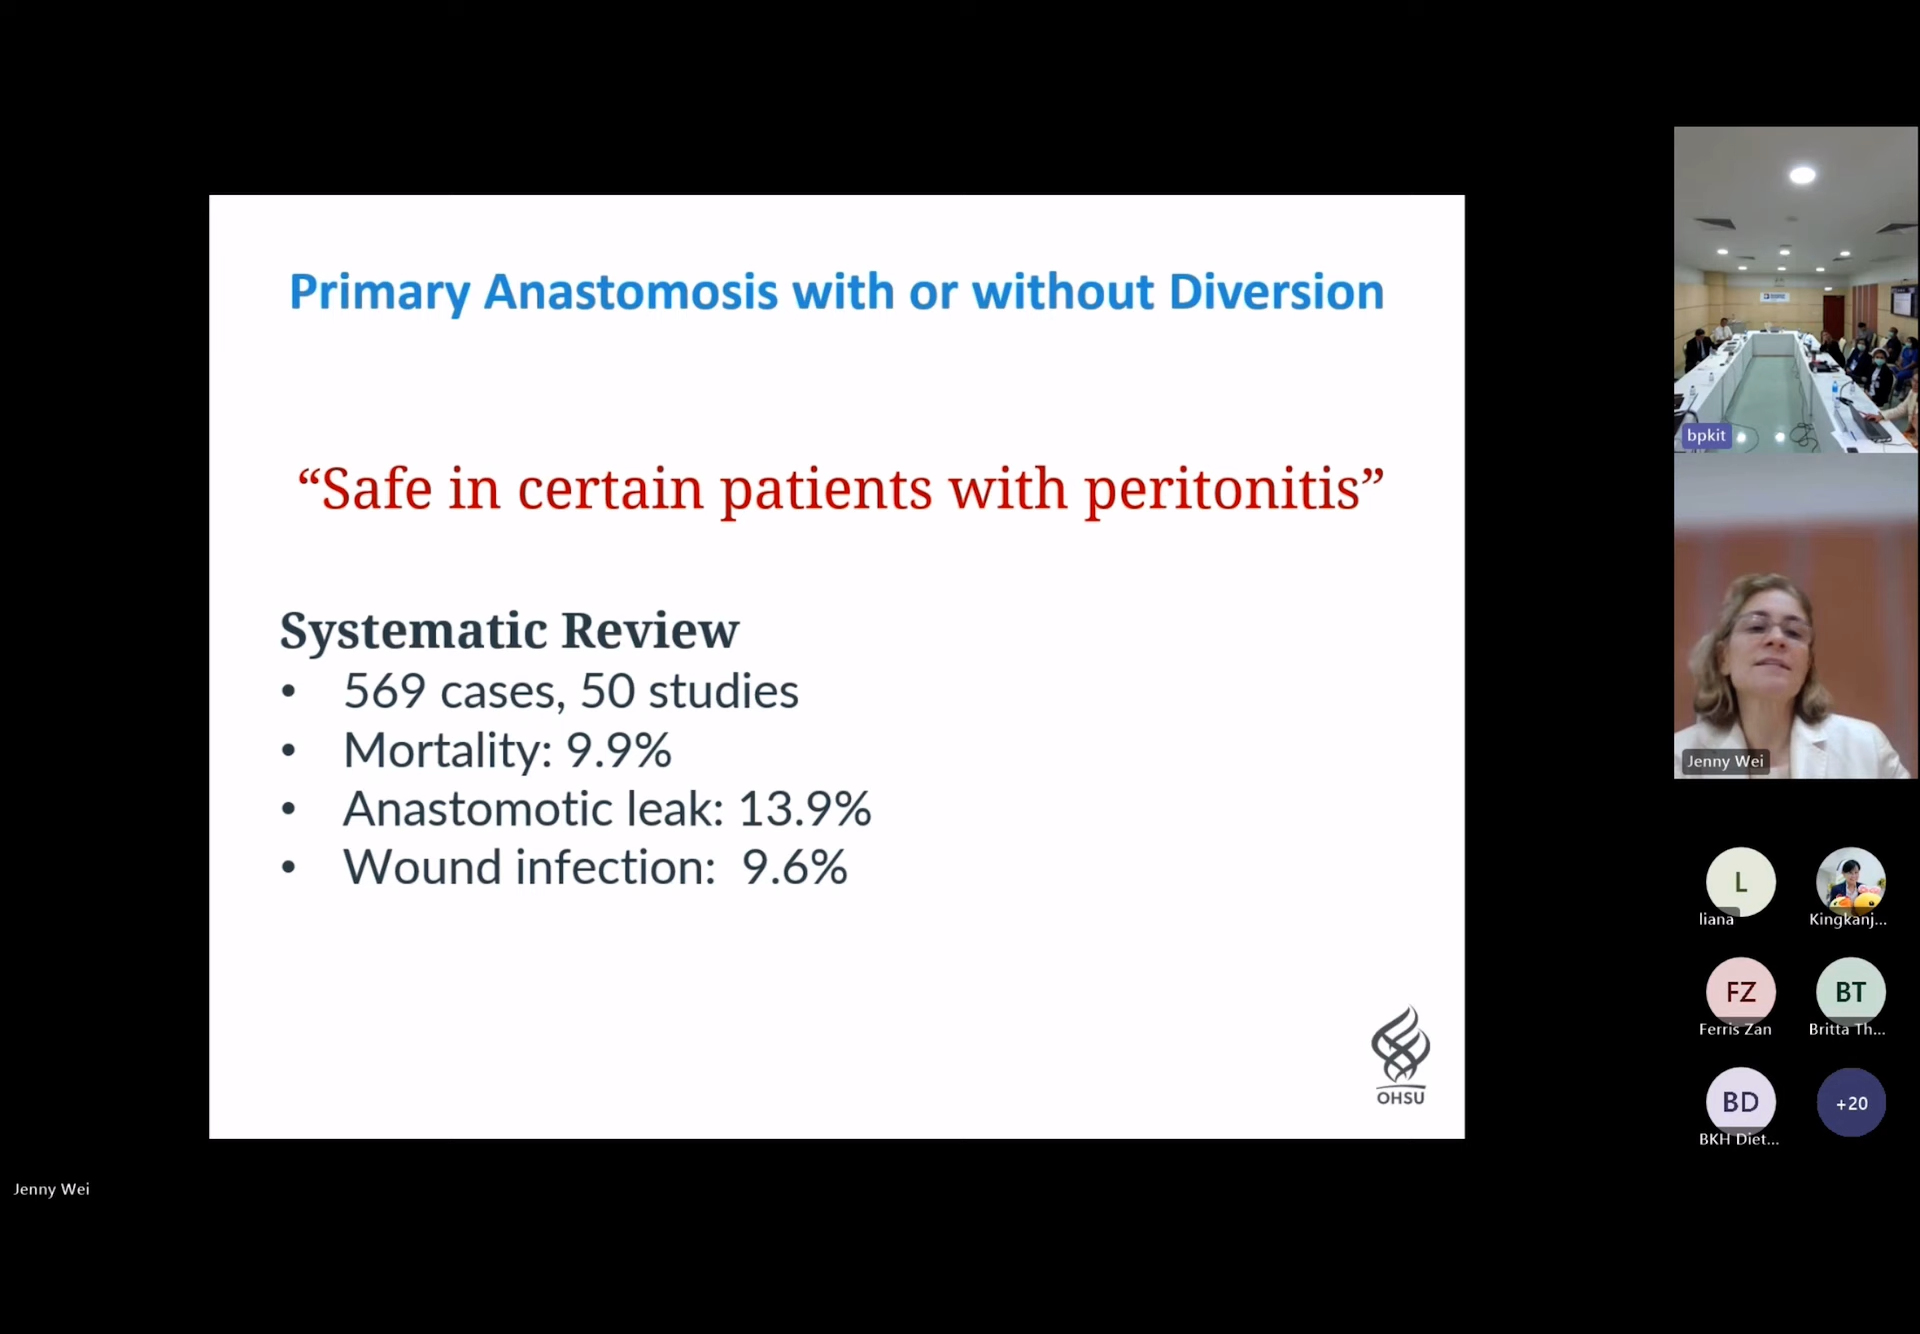 Primary Anastomosis with or without Diversion
“Safe in certain patients with peritonitis”
Systematic Review
• 569 cases, 50 studies
• Mortality: 9.9%
• Anastomotic leak: 13.9%
• Wound infection: 9.6%
OHSU
bpkit
Jenny Wei
L
liana
Kingkanj...
FZ
Ferris Zan
BT
Britta Th...
BD
BKH Diet...
+20
Jenny Wei